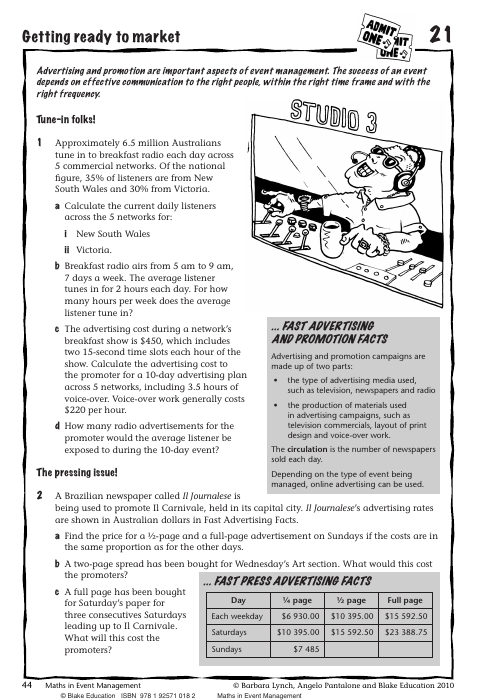 Getting ready to market
ADMIT
ONE
MIT
ONE
21
Advertising and promotion are important aspects of event management. The success of an event
depends on effective communication to the right people, within the right time frame and with the
right frequency.
Tune-in folks!
1 Approximately 6.5 million Australians
tune in to breakfast radio each day across
5 commercial networks. Of the national
figure, 35% of listeners are from New
South Wales and 30% from Victoria.
a Calculate the current daily listeners
across the 5 networks for:
i New South Wales
ii Victoria.
b Breakfast radio airs from 5 am to 9 am,
7 days a week. The average listener
tunes in for 2 hours each day. For how
many hours per week does the average
listener tune in?
c The advertising cost during a network's
breakfast show is $450, which includes
two 15-second time slots each hour of the
show. Calculate the advertising cost to
the promoter for a 10-day advertising plan
across 5 networks, including 3.5 hours of
voice-over. Voice-over work generally costs
$220 per hour.
d How many radio advertisements for the
promoter would the average listener be
exposed to during the 10-day event?
STUDIO 3
... FAST ADVERTISING
AND PROMOTION FACTS
Advertising and promotion campaigns are
made up of two parts:
• the type of advertising media used,
such as television, newspapers and radio
• the production of materials used
in advertising campaigns, such as
television commercials, layout of print
design and voice-over work.
The circulation is the number of newspapers
sold each day.
Depending on the type of event being
managed, online advertising can be used.
The pressing issue!
2 A Brazilian newspaper called Il Journalese is
being used to promote Il Carnivale, held in its capital city. Il Journalese's advertising rates
are shown in Australian dollars in Fast Advertising Facts.
a Find the price for a ½-page and a full-page advertisement on Sundays if the costs are in
the same proportion as for the other days.
b A two-page spread has been bought for Wednesday's Art section. What would this cost
the promoters?
c A full page has been bought
for Saturday's paper for
three consecutive Saturdays
leading up to Il Carnivale.
What will this cost the
promoters?
... FAST PRESS ADVERTISING FACTS
Day ¼ page ½ page Full page
Each weekday $6 930.00 $10 395.00 $15 592.50
Saturdays $10 395.00 $15 592.50 $23 388.75
Sundays $7 485
44 Maths in Event Management © Barbara Lynch, Angelo Pantalone and Blake Education 2010
© Blake Education ISBN 978 1 92571 018 2 Maths in Event Management